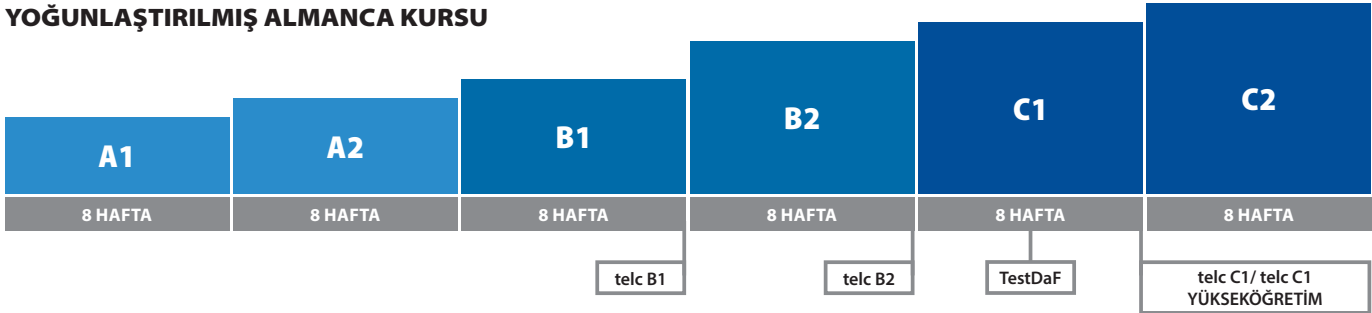 YOĞUNLAŞTIRILMIŞ ALMANCA KURSU
A1
A2
B1
B2
C1
C2
8 HAFTA
8 HAFTA
8 HAFTA
8 HAFTA
8 HAFTA
8 HAFTA
telc B1
telc B2
TestDaF
telc C1/ telc C1
YÜKSEKÖĞRETİM